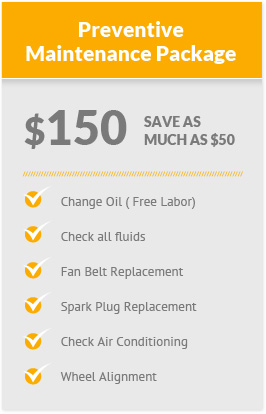 Preventive
Maintenance Package
$150
SAVE AS
MUCH AS $50
Change Oil ( Free Labor)
Check all fluids
Fan Belt Replacement
Spark Plug Replacement
Check Air Conditioning
Wheel Alignment